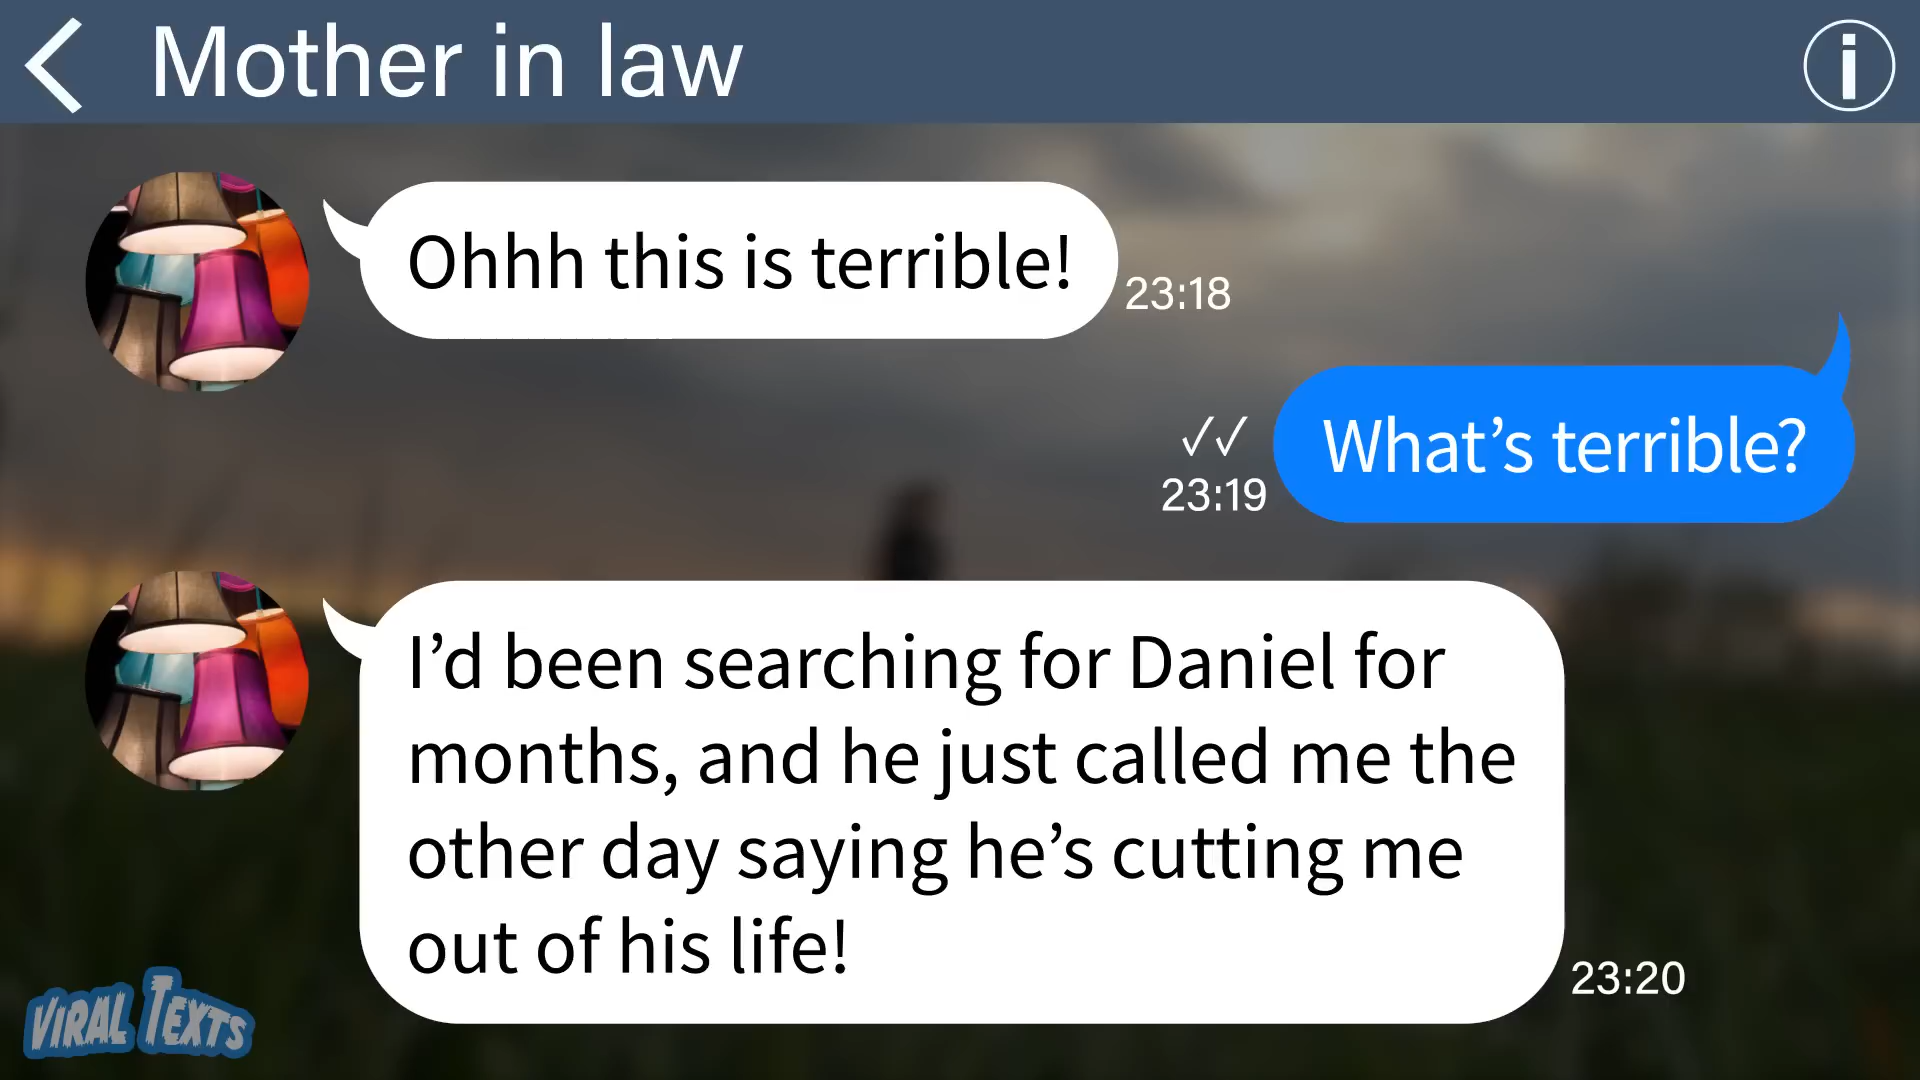 Mother in law
Ohhh this is terrible!
23:18
What’s terrible?
23:19
I’d been searching for Daniel for
months, and he just called me the
other day saying he’s cutting me
out of his life!
23:20
VIRAL TEXTS